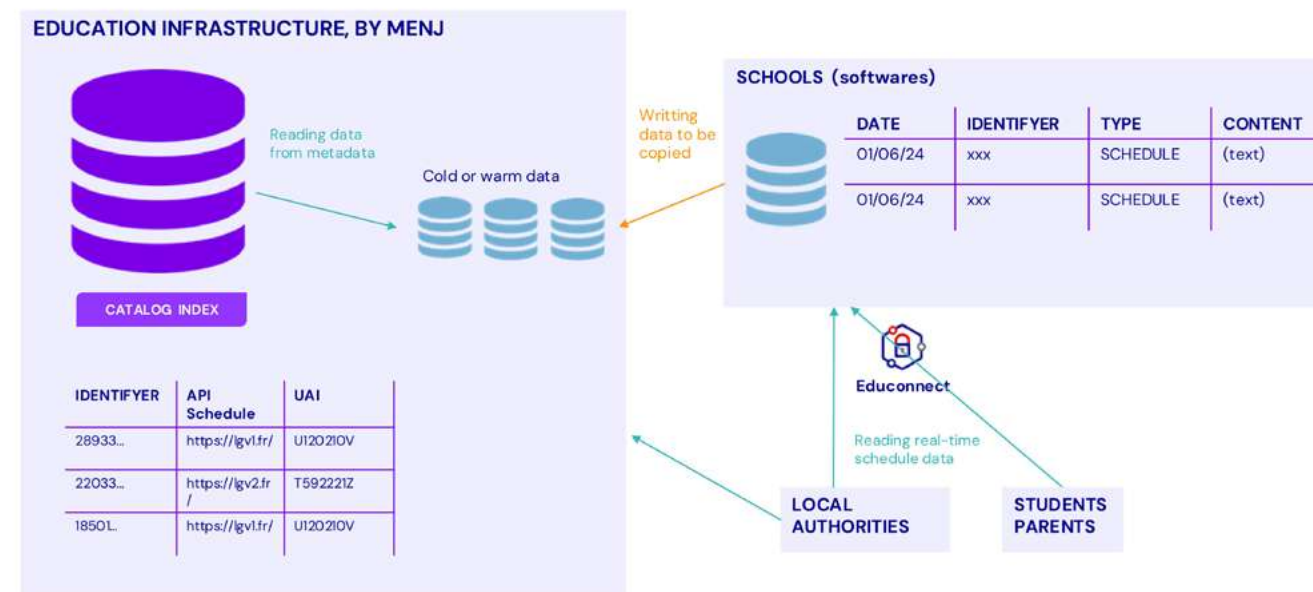 EDUCATION INFRASTRUCTURE, BY MENJ
Reading data
from metadata
Cold or warm data
CATALOG INDEX
IDENTIFYER API UAI
Schedule
28933... https://lgv1.fr/ U120210V
22033... https://lgv2.fr T592221Z
/
18501.. https://lgv1.fr/ U120210V
Writting
data to be
copied
SCHOOLS (softwares)
DATE IDENTIFYER TYPE CONTENT
01/06/24 xxx SCHEDULE (text)
01/06/24 xxx SCHEDULE (text)
Educonnect
Reading real-time
schedule data
LOCAL
AUTHORITIES
STUDENTS
PARENTS